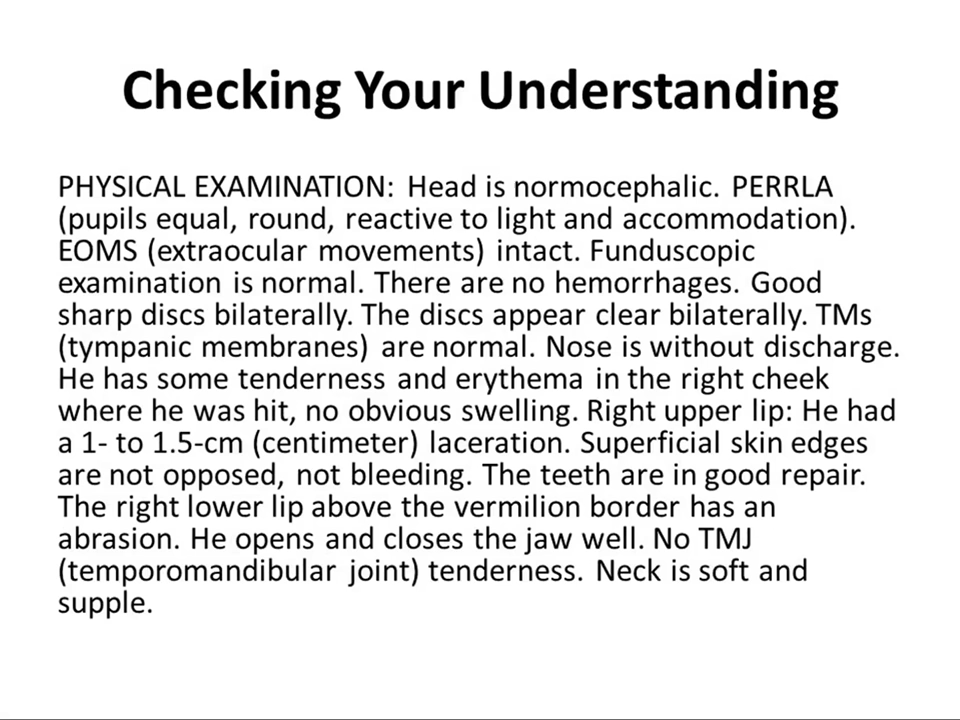 Checking Your Understanding
PHYSICAL EXAMINATION: Head is normocephalic. PERRLA
(pupils equal, round, reactive to light and accommodation).
EOMS (extraocular movements) intact. Funduscopic
examination is normal. There are no hemorrhages. Good
sharp discs bilaterally. The discs appear clear bilaterally. TMs
(tympanic membranes) are normal. Nose is without discharge.
He has some tenderness and erythema in the right cheek
where he was hit, no obvious swelling. Right upper lip: He had
a 1- to 1.5-cm (centimeter) laceration. Superficial skin edges
are not opposed, not bleeding. The teeth are in good repair.
The right lower lip above the vermilion border has an
abrasion. He opens and closes the jaw well. No TMJ
(temporomandibular joint) tenderness. Neck is soft and
supple.